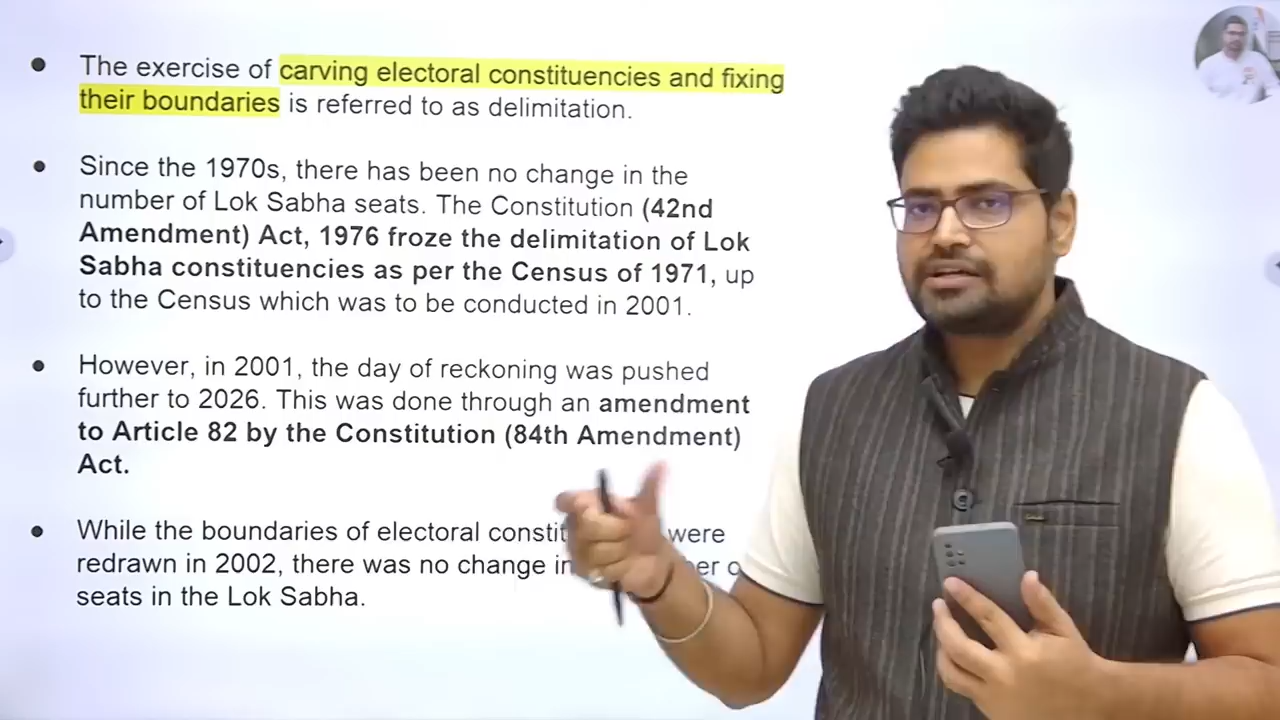 The exercise of carving electoral constituencies and fixing
their boundaries is referred to as delimitation.
Since the 1970s, there has been no change in the
number of Lok Sabha seats. The Constitution (42nd
Amendment) Act, 1976 froze the delimitation of Lok
Sabha constituencies as per the Census of 1971, up
to the Census which was to be conducted in 2001.
However, in 2001, the day of reckoning was pushed
further to 2026. This was done through an amendment
to Article 82 by the Constitution (84th Amendment)
Act.
While the boundaries of electoral were
redrawn in 2002, there was no change
seats in the Lok Sabha.